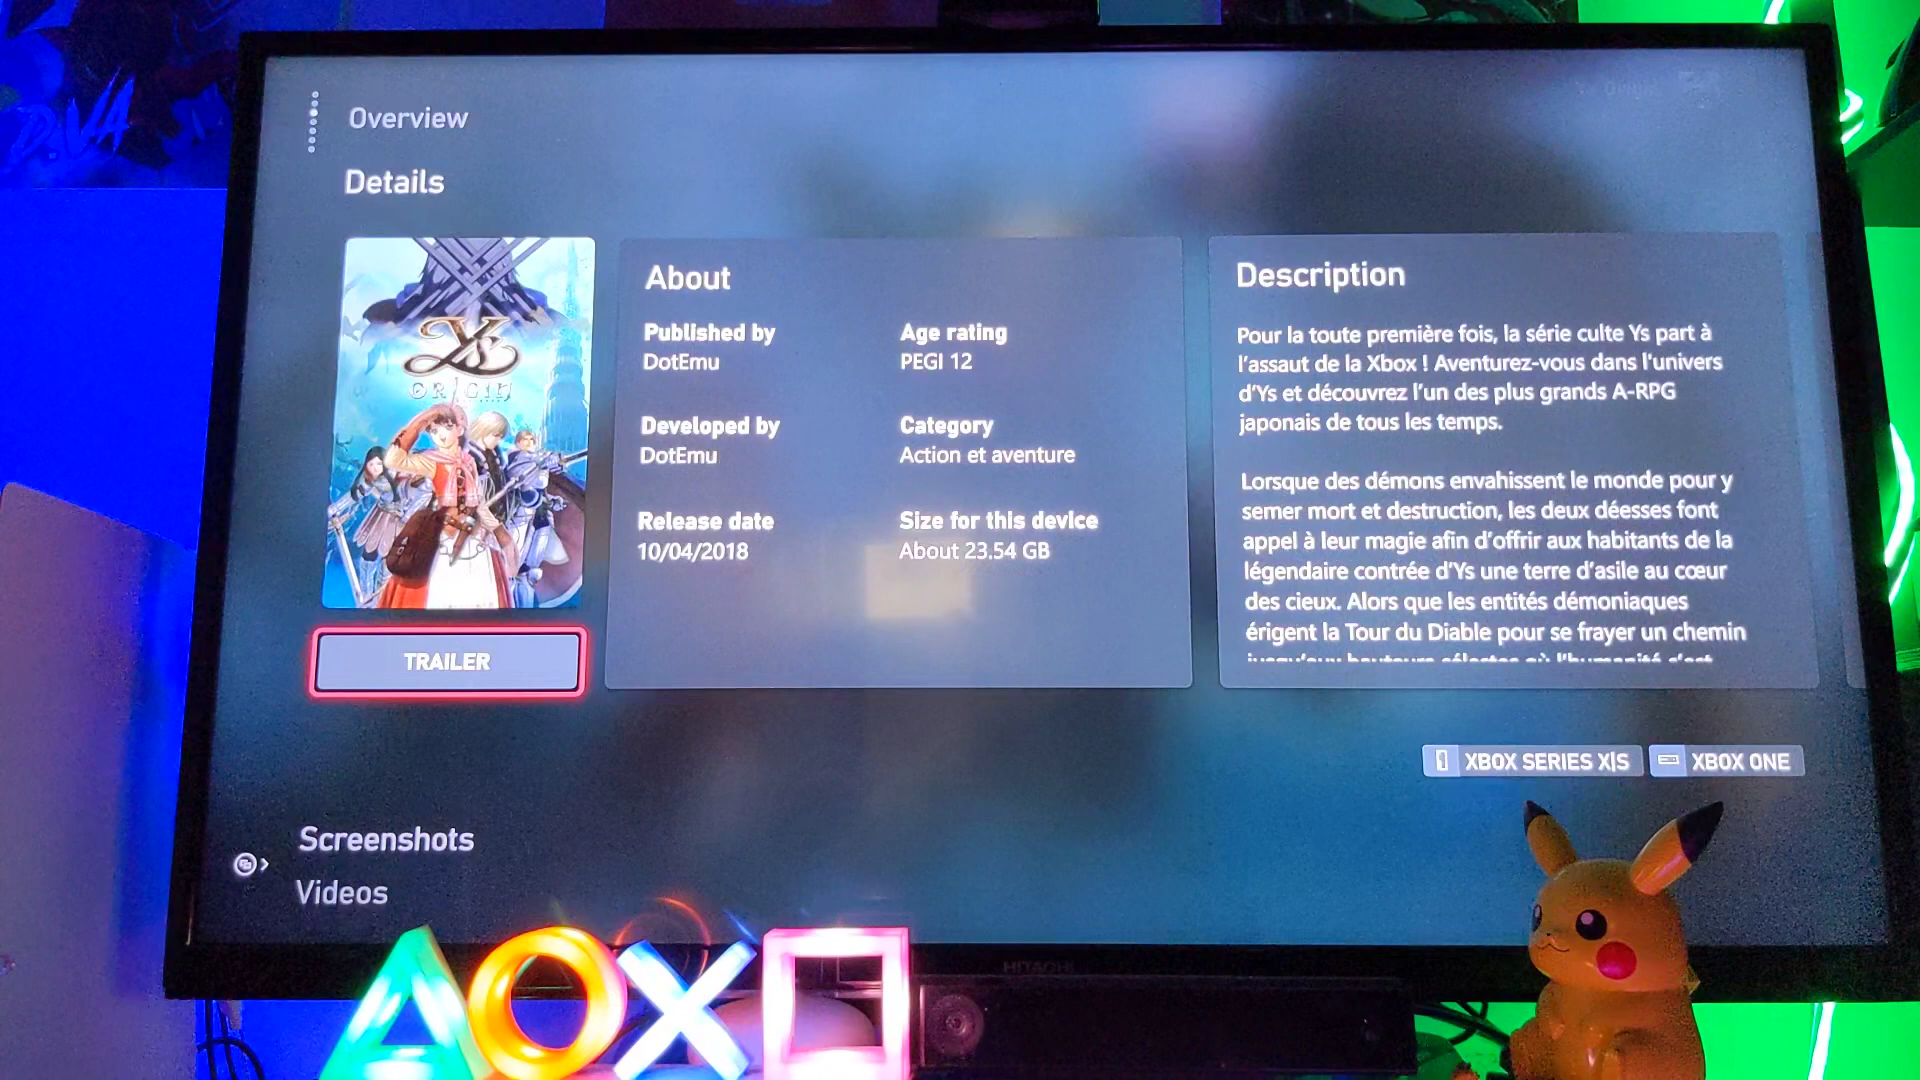 D.VA
Overview
Details
Ys
ORIGIN
TRAILER
About
Published by
DotEmu
Age rating
PEGI 12
Developed by
DotEmu
Category
Action et aventure
Release date
10/04/2018
Size for this device
About 23.54 GB
Description
Pour la toute première fois, la série culte Ys part à
l'assaut de la Xbox ! Aventurez-vous dans l'univers
d'Ys et découvrez l'un des plus grands A-RPG
japonais de tous les temps.
Lorsque des démons envahissent le monde pour y
semer mort et destruction, les deux déesses font
appel à leur magie afin d'offrir aux habitants de la
légendaire contrée d'Ys une terre d'asile au cœur
des cieux. Alors que les entités démoniaques
érigent la Tour du Diable pour se frayer un chemin
XBOX SERIES X|S
XBOX ONE
Screenshots
Videos
HITACHI